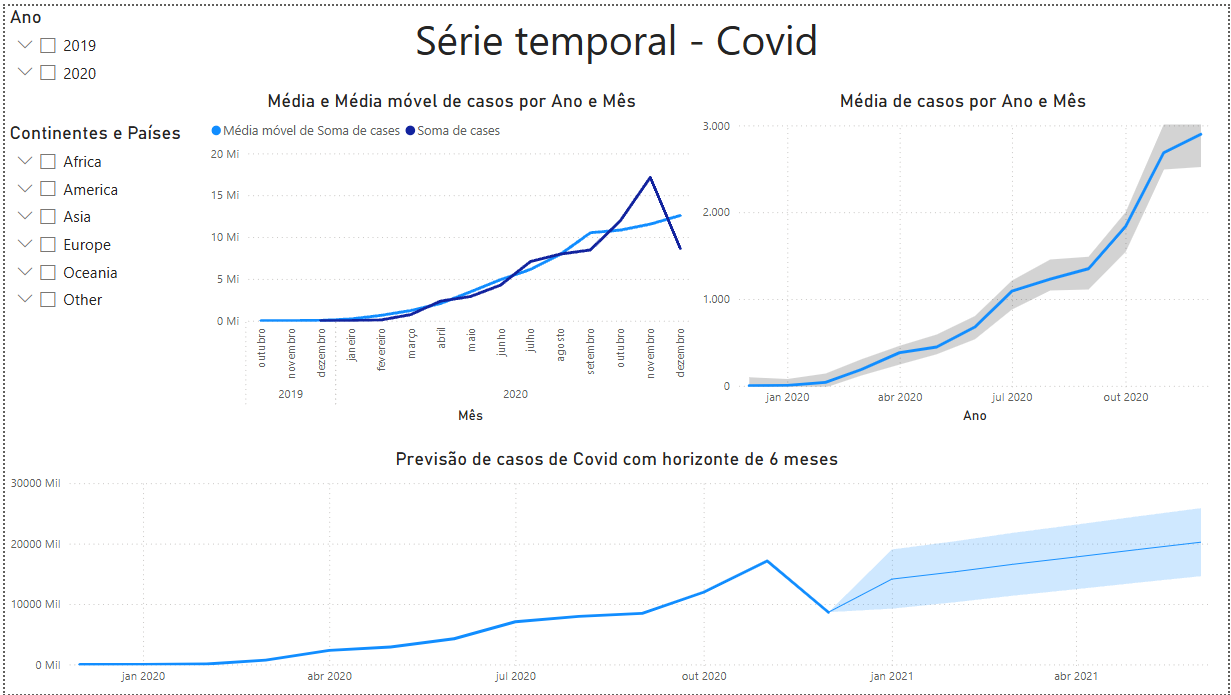 Série temporal - Covid
Ano
2019
2020
Continentes e Países
Africa
America
Asia
Europe
Oceania
Other
Média e Média móvel de casos por Ano e Mês
Média móvel de Soma de cases
Soma de cases
20 Mi
15 Mi
10 Mi
5 Mi
0 Mi
outubro
novembro
dezembro
janeiro
fevereiro
março
abril
maio
junho
julho
agosto
setembro
outubro
novembro
dezembro
2019
2020
Mês
Média de casos por Ano e Mês
3.000
2.000
1.000
0
jan 2020
abr 2020
jul 2020
out 2020
Ano
Previsão de casos de Covid com horizonte de 6 meses
30000 Mil
20000 Mil
10000 Mil
0 Mil
jan 2020
abr 2020
jul 2020
out 2020
jan 2021
abr 2021